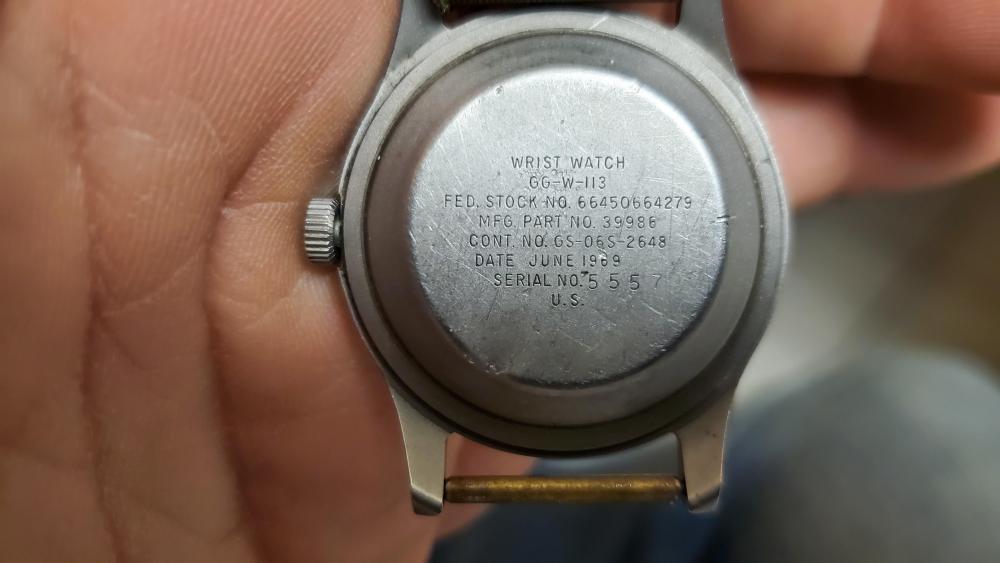 WRIST WATCH
GG-W-113
FED. STOCK NO. 66450664279
MFG. PART NO. 39986
CONT. NO. GS-06S-2648
DATE JUNE 1969
SERIAL NO. 5557
U.S.